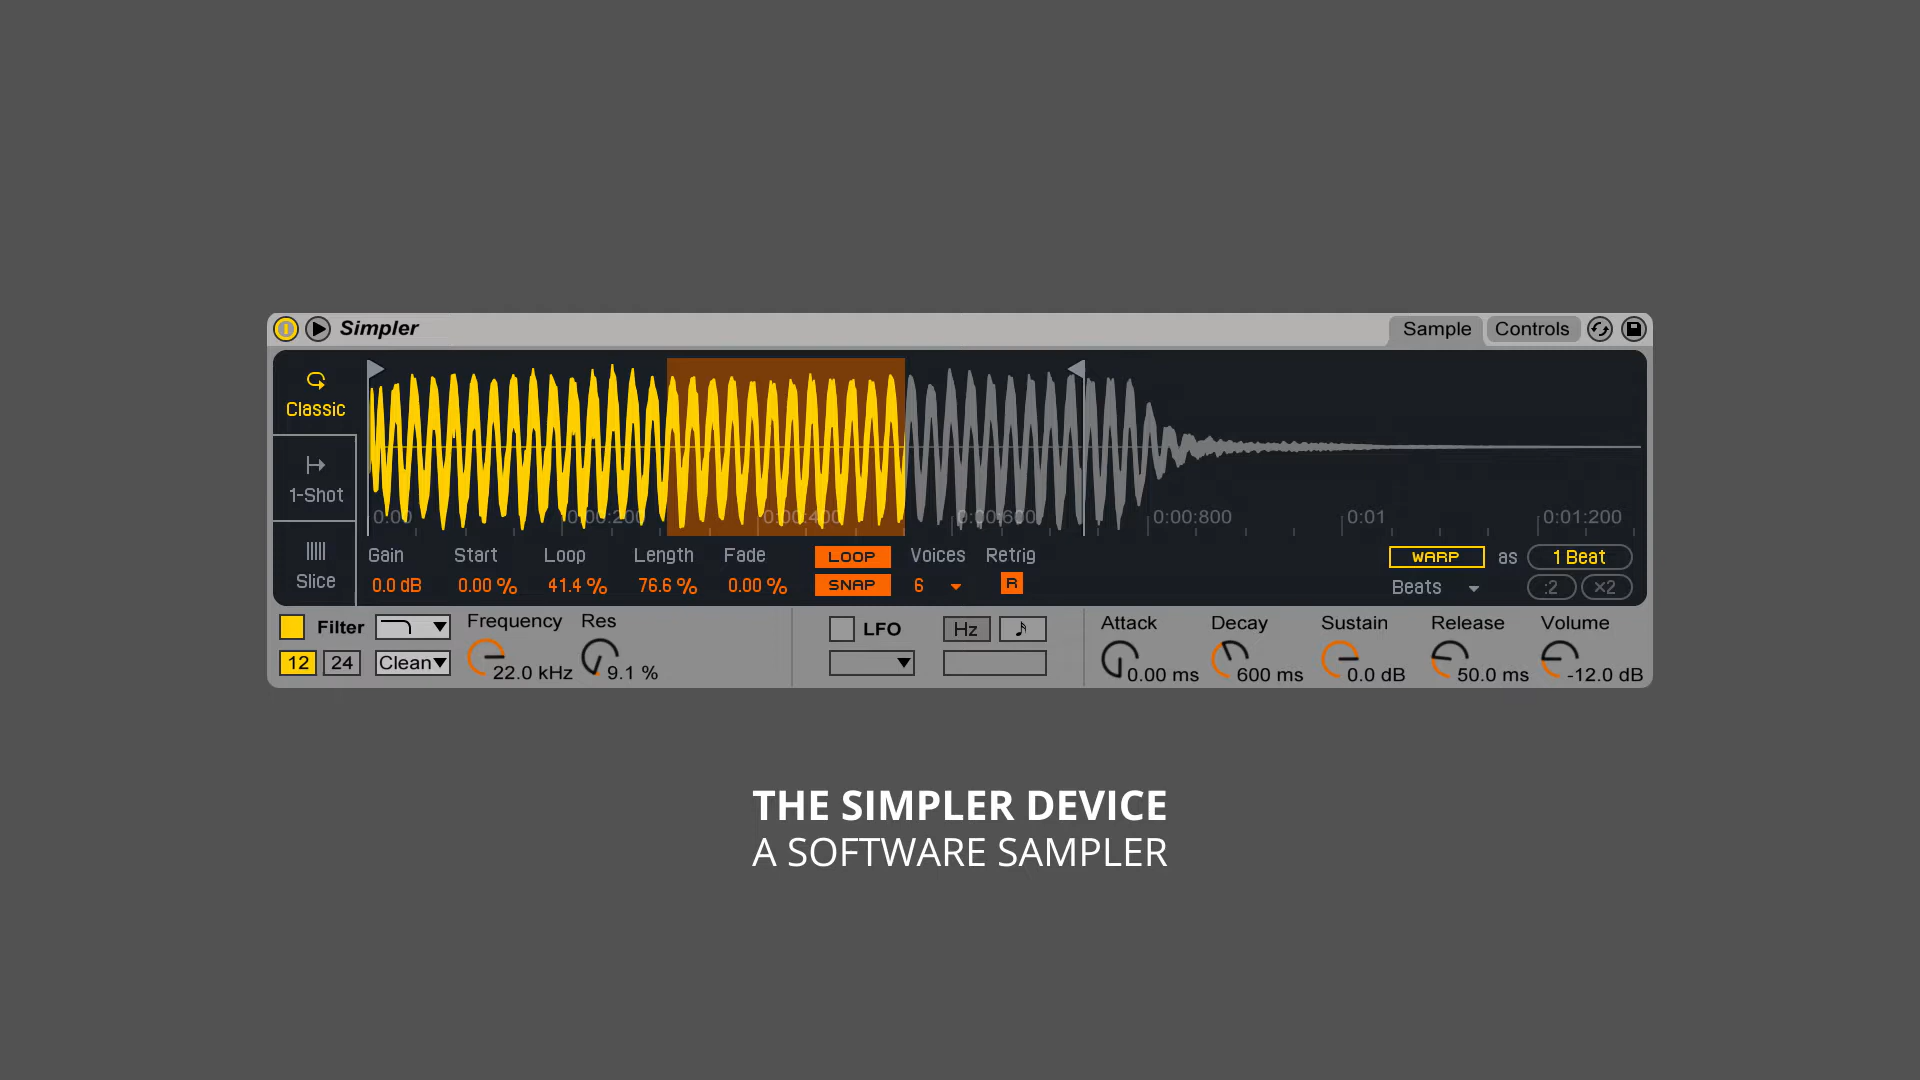 Simpler Sample Controls
Classic
1-Shot
Slice
0:00 0:00:200 0:00:400 0:00:600 0:00:800 0:01 0:01:200
Gain Start Loop Length Fade LOOP Voices Retrig WARP as 1 Beat
0.0 dB 0.00 % 41.4 % 76.6 % 0.00 % SNAP 6 R Beats :2 ×2
Filter Frequency Res LFO Hz Attack Decay Sustain Release Volume
12 24 Clean 22.0 kHz 9.1 % 0.00 ms 600 ms 0.0 dB 50.0 ms -12.0 dB
THE SIMPLER DEVICE
A SOFTWARE SAMPLER